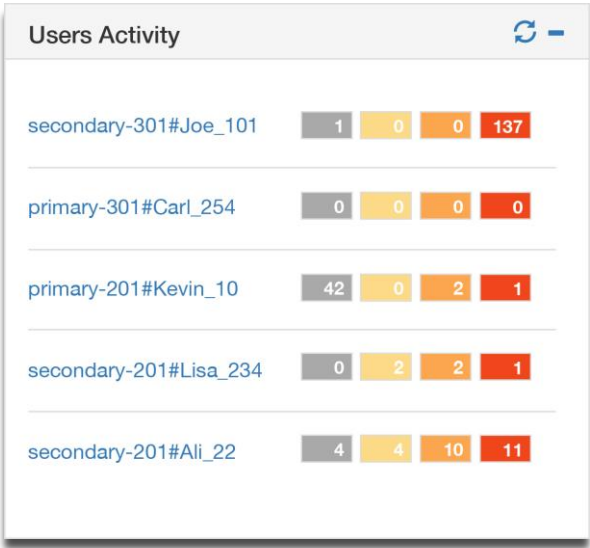 Users Activity
secondary-301#Joe_101 1 0 0 137
primary-301#Carl_254 0 0 0 0
primary-201#Kevin_10 42 0 2 1
secondary-201#Lisa_234 0 2 2 1
secondary-201#Ali_22 4 4 10 11